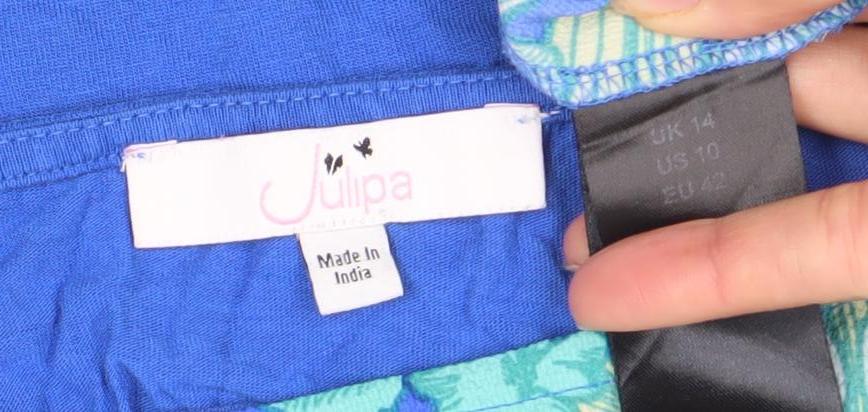 Julipa
Made In
India
UK 14
US 10
EU 42